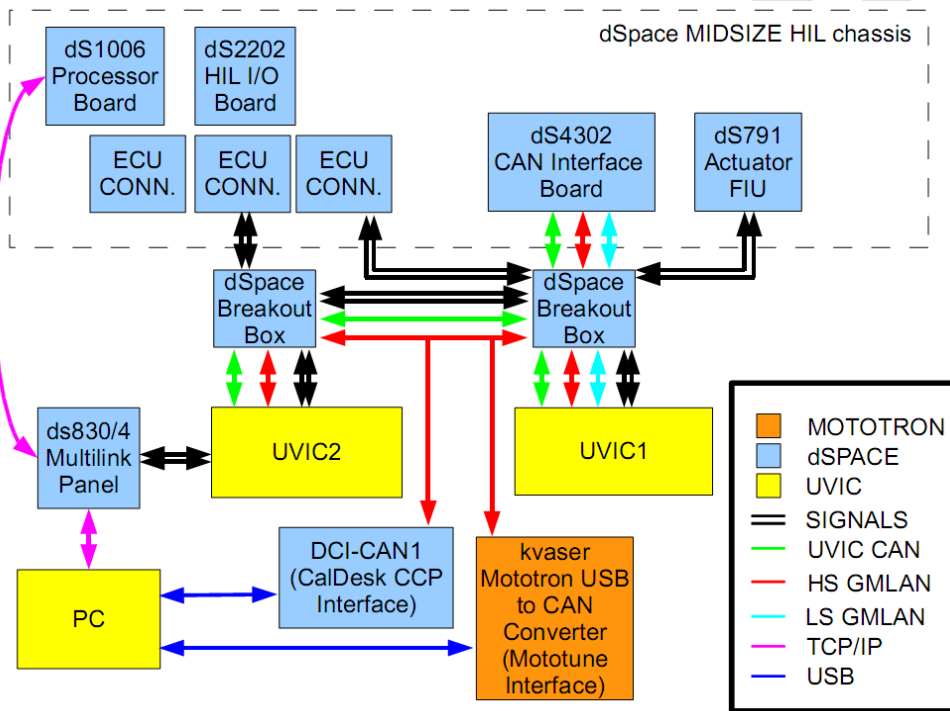 dSpace MIDSIZE HIL chassis
dS1006
Processor
Board
dS2202
HIL I/O
Board
ECU
CONN.
ECU
CONN.
ECU
CONN.
dS4302
CAN Interface
Board
dS791
Actuator
FIU
dSpace
Breakout
Box
dSpace
Breakout
Box
ds830/4
Multilink
Panel
UVIC2
UVIC1
PC
DCI-CAN1
(CalDesk CCP
Interface)
kvaser
Mototron USB
to CAN
Converter
(Mototune
Interface)
MOTOTRON
dSPACE
UVIC
SIGNALS
UVIC CAN
HS GMLAN
LS GMLAN
TCP/IP
USB